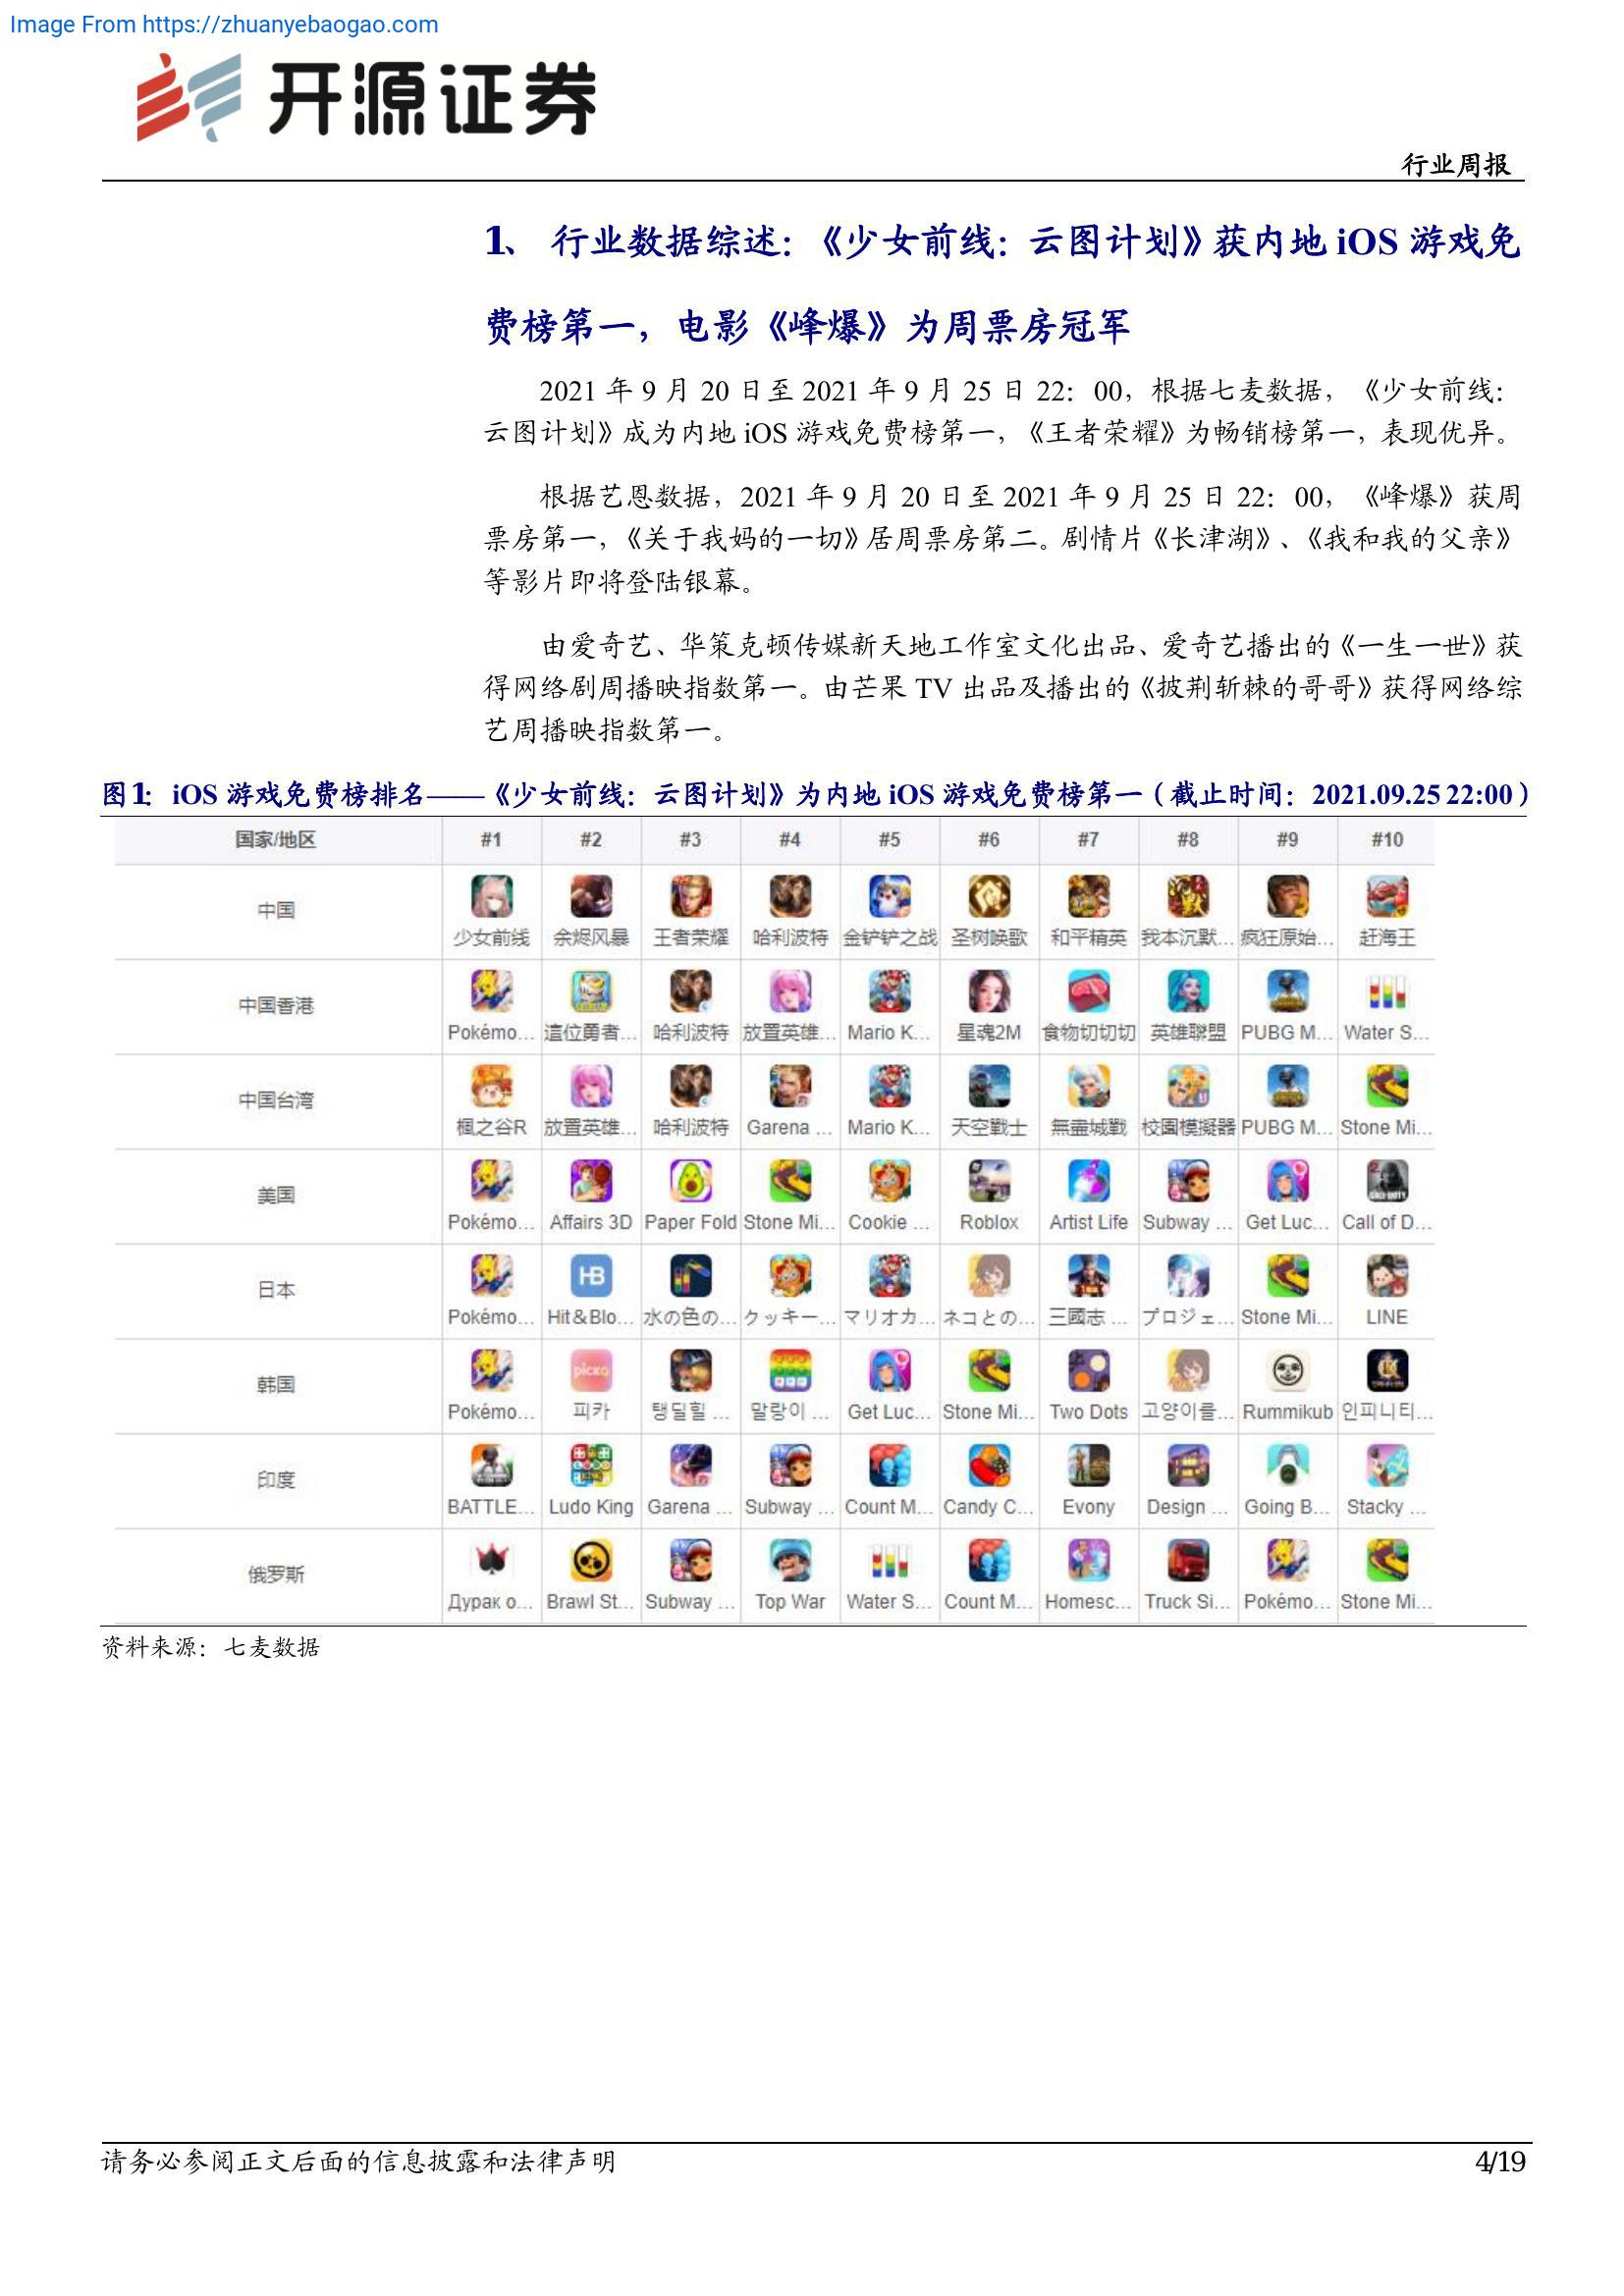 Image From https://zhuanyebaogao.com
开源证券
行业周报
1、 行业数据综述：《少女前线：云图计划》获内地 iOS 游戏免
费榜第一，电影《峰爆》为周票房冠军
2021 年 9 月 20 日至 2021 年 9 月 25 日 22：00，根据七麦数据，《少女前线：
云图计划》成为内地 iOS 游戏免费榜第一，《王者荣耀》为畅销榜第一，表现优异。
根据艺恩数据，2021 年 9 月 20 日至 2021 年 9 月 25 日 22：00，《峰爆》获周
票房第一，《关于我妈的一切》居周票房第二。剧情片《长津湖》、《我和我的父亲》
等影片即将登陆银幕。
由爱奇艺、华策克顿传媒新天地工作室文化出品、爱奇艺播出的《一生一世》获
得网络剧周播映指数第一。由芒果 TV 出品及播出的《披荆斩棘的哥哥》获得网络综
艺周播映指数第一。
图1： iOS 游戏免费榜排名——《少女前线：云图计划》为内地 iOS 游戏免费榜第一（截止时间：2021.09.25 22:00）
国家/地区 #1 #2 #3 #4 #5 #6 #7 #8 #9 #10
中国 少女前线 余烬风暴 王者荣耀 哈利波特 金铲铲之战 圣树唤歌 和平精英 我本沉默... 疯狂原始... 赶海王
中国香港 Pokémo... 這位勇者... 哈利波特 放置英雄... Mario K... 星魂2M 食物切切切 英雄聯盟 PUBG M... Water S...
中国台湾 楓之谷R 放置英雄... 哈利波特 Garena ... Mario K... 天空戰士 無盡城戰 校園模擬器 PUBG M... Stone Mi...
美国 Pokémo... Affairs 3D Paper Fold Stone Mi... Cookie ... Roblox Artist Life Subway ... Get Luc... Call of D...
日本 Pokémo... Hit＆Blo... 水の色の... クッキー... マリオカ... ネコとの... 三國志 ... プロジェ... Stone Mi... LINE
韩国 Pokémo... 피카 탱딜힐 ... 말랑이 ... Get Luc... Stone Mi... Two Dots 고양이를... Rummikub 인피니티...
印度 BATTLE... Ludo King Garena ... Subway ... Count M... Candy C... Evony Design ... Going B... Stacky ...
俄罗斯 Дурак о... Brawl St... Subway ... Top War Water S... Count M... Homesc... Truck Si... Pokémo... Stone Mi...
资料来源：七麦数据
请务必参阅正文后面的信息披露和法律声明
4/19